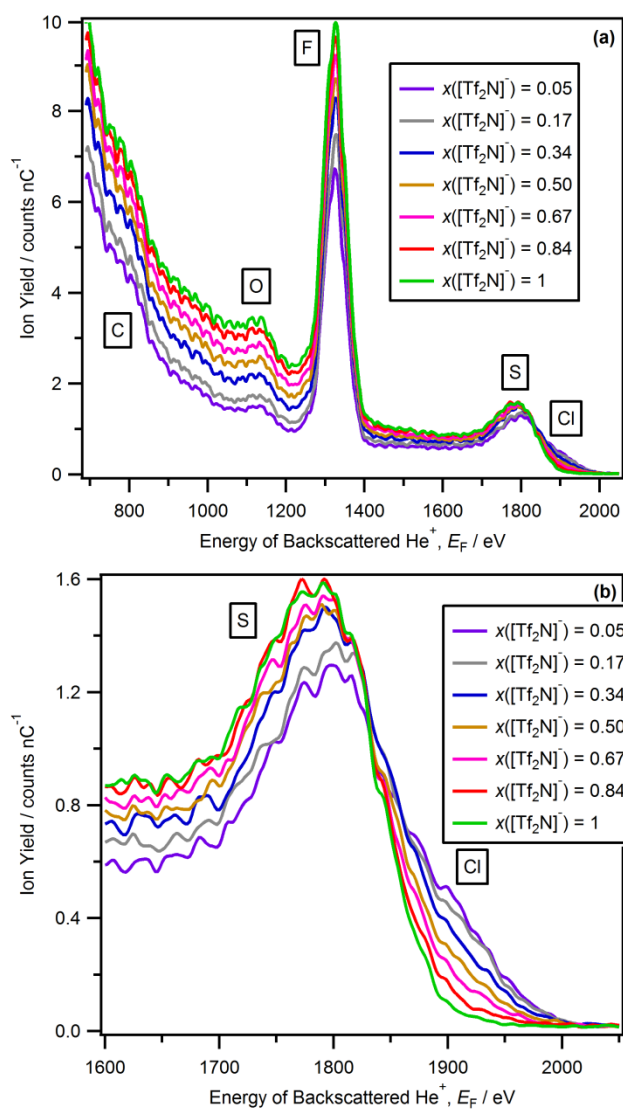 10
8
6
4
2
0
Ion Yield / counts nC⁻¹
F
(a)
x([Tf₂N]⁻) = 0.05
x([Tf₂N]⁻) = 0.17
x([Tf₂N]⁻) = 0.34
x([Tf₂N]⁻) = 0.50
x([Tf₂N]⁻) = 0.67
x([Tf₂N]⁻) = 0.84
x([Tf₂N]⁻) = 1
O
C
S
Cl
800 1000 1200 1400 1600 1800 2000
Energy of Backscattered He⁺, E_F / eV
1.6
1.2
0.8
0.4
0.0
Ion Yield / counts nC⁻¹
(b)
S
x([Tf₂N]⁻) = 0.05
x([Tf₂N]⁻) = 0.17
x([Tf₂N]⁻) = 0.34
x([Tf₂N]⁻) = 0.50
x([Tf₂N]⁻) = 0.67
x([Tf₂N]⁻) = 0.84
x([Tf₂N]⁻) = 1
Cl
1600 1700 1800 1900 2000
Energy of Backscattered He⁺, E_F / eV